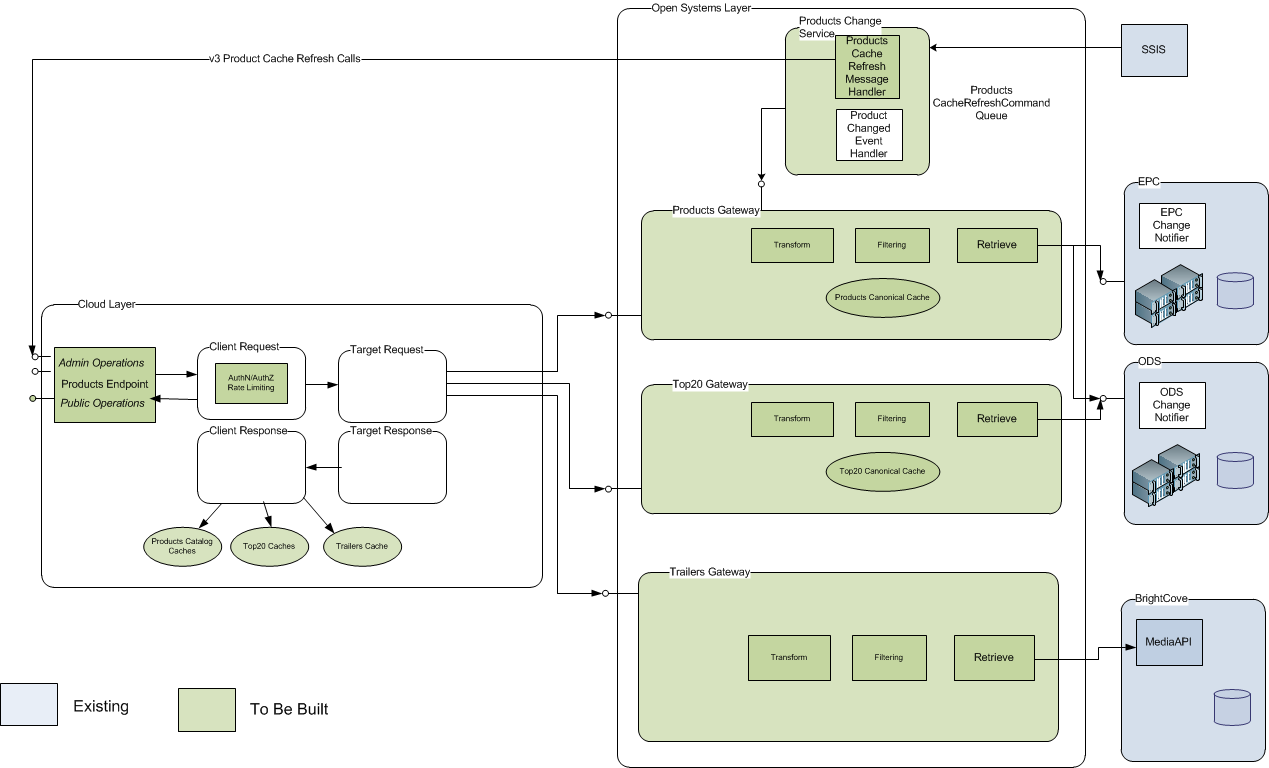 Open Systems Layer
Products Change
Service
Products
Cache
Refresh
Message
Handler
SSIS
v3 Product Cache Refresh Calls
Products
CacheRefreshCommand
Queue
Product
Changed
Event
Handler
EPC
EPC
Change
Notifier
Products Gateway
Transform
Filtering
Retrieve
Products Canonical Cache
Cloud Layer
Client Request
AuthN/AuthZ
Rate Limiting
Target Request
Admin Operations
Products Endpoint
Public Operations
ODS
ODS
Change
Notifier
Top20 Gateway
Transform
Filtering
Retrieve
Top20 Canonical Cache
Client Response
Target Response
Products Catalog
Caches
Top20 Caches
Trailers Cache
Trailers Gateway
Transform
Filtering
Retrieve
BrightCove
MediaAPI
Existing
To Be Built